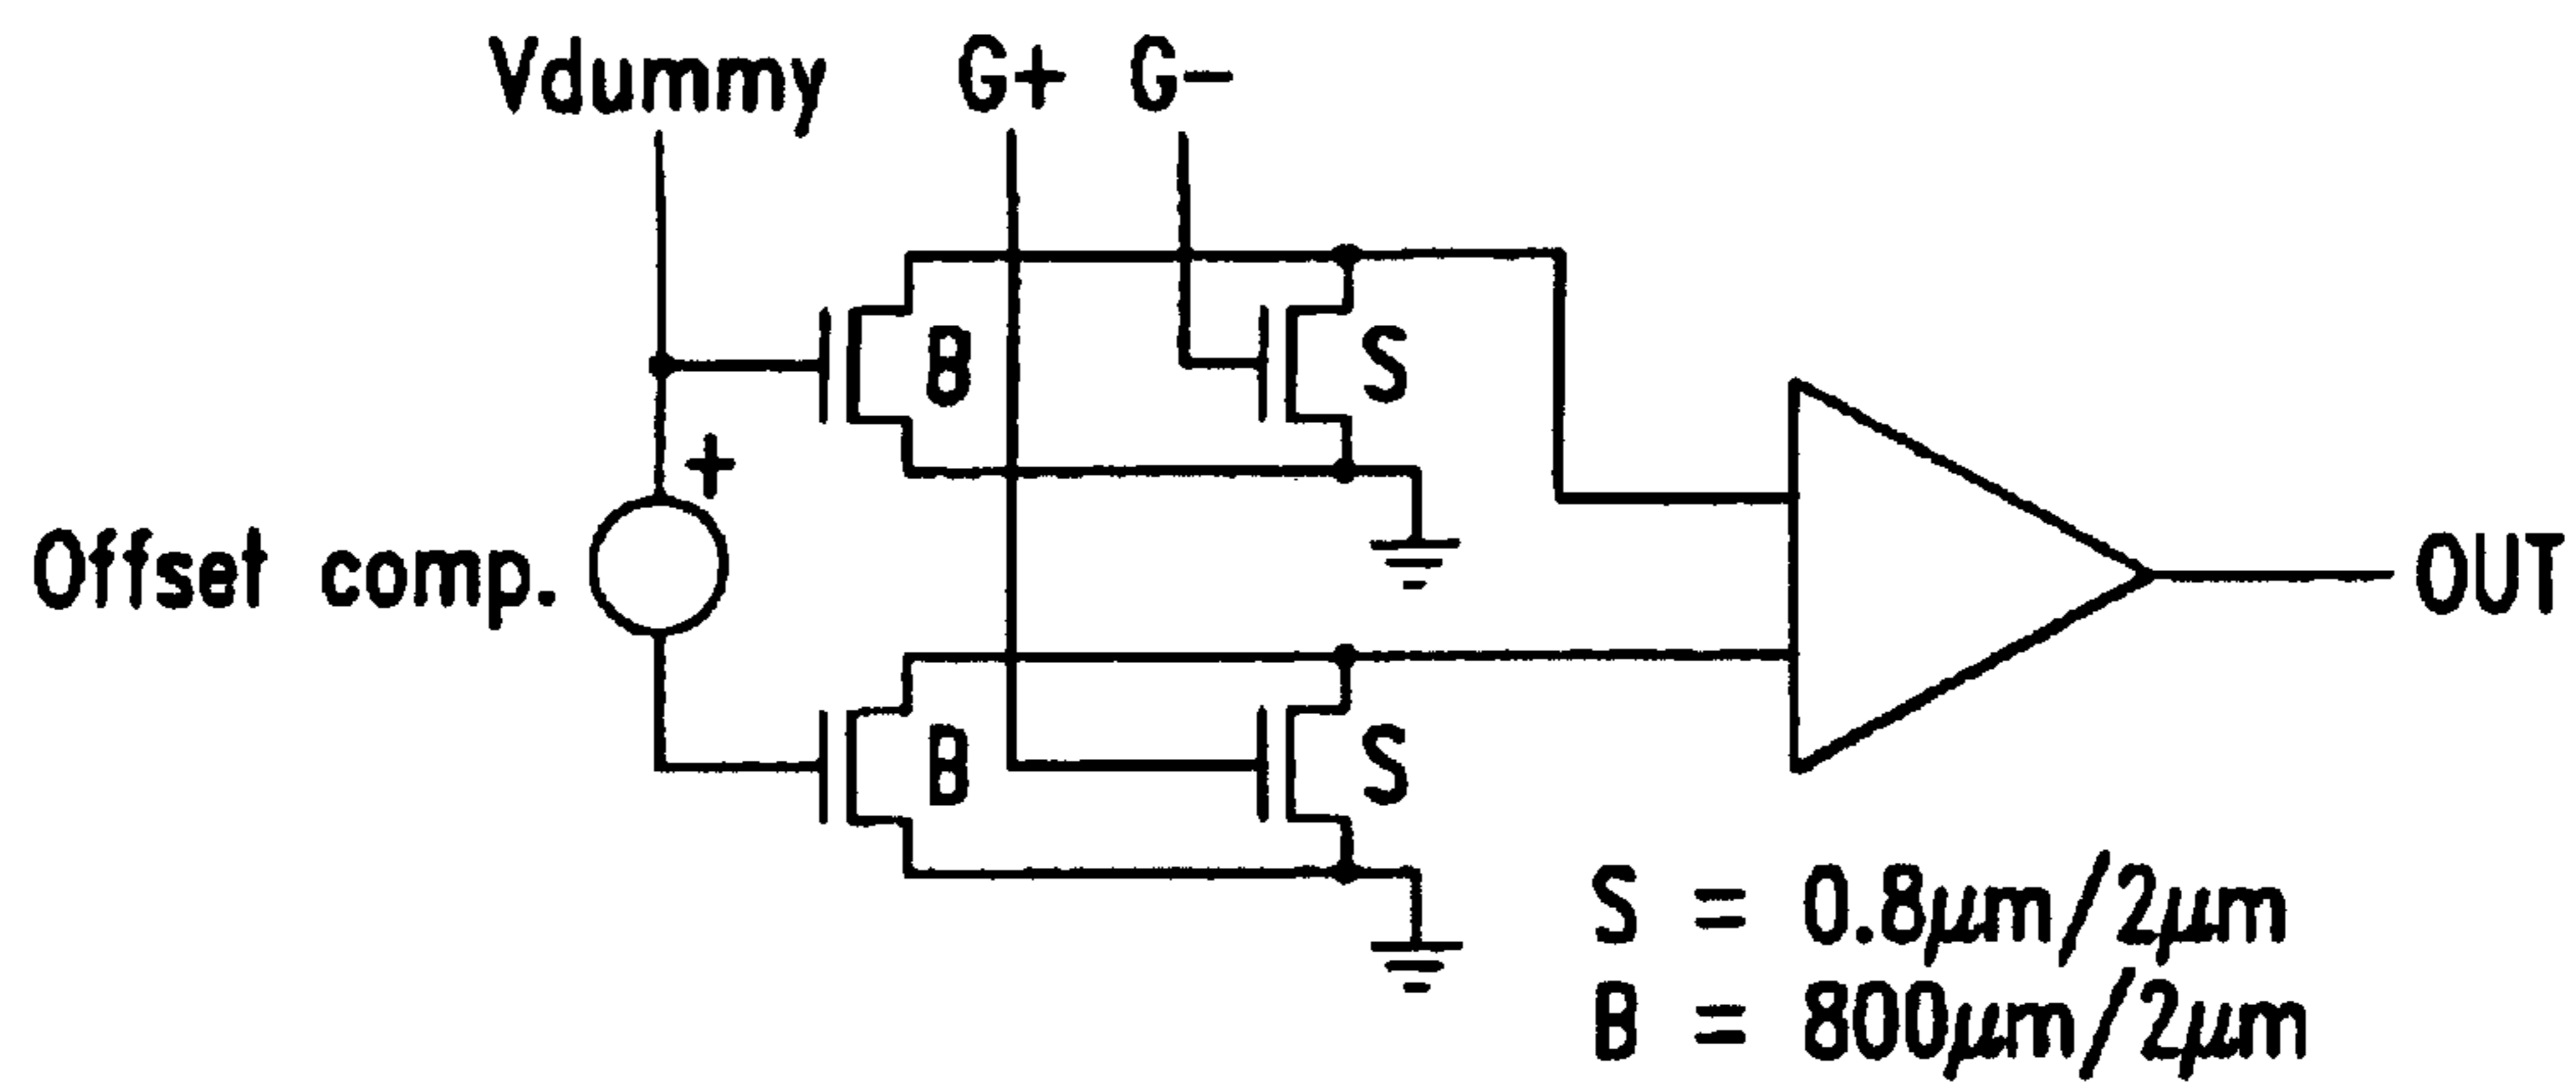 Vdummy G+ G-
B S
+
Offset comp.
OUT
B S
S = 0.8μm/2μm
B = 800μm/2μm